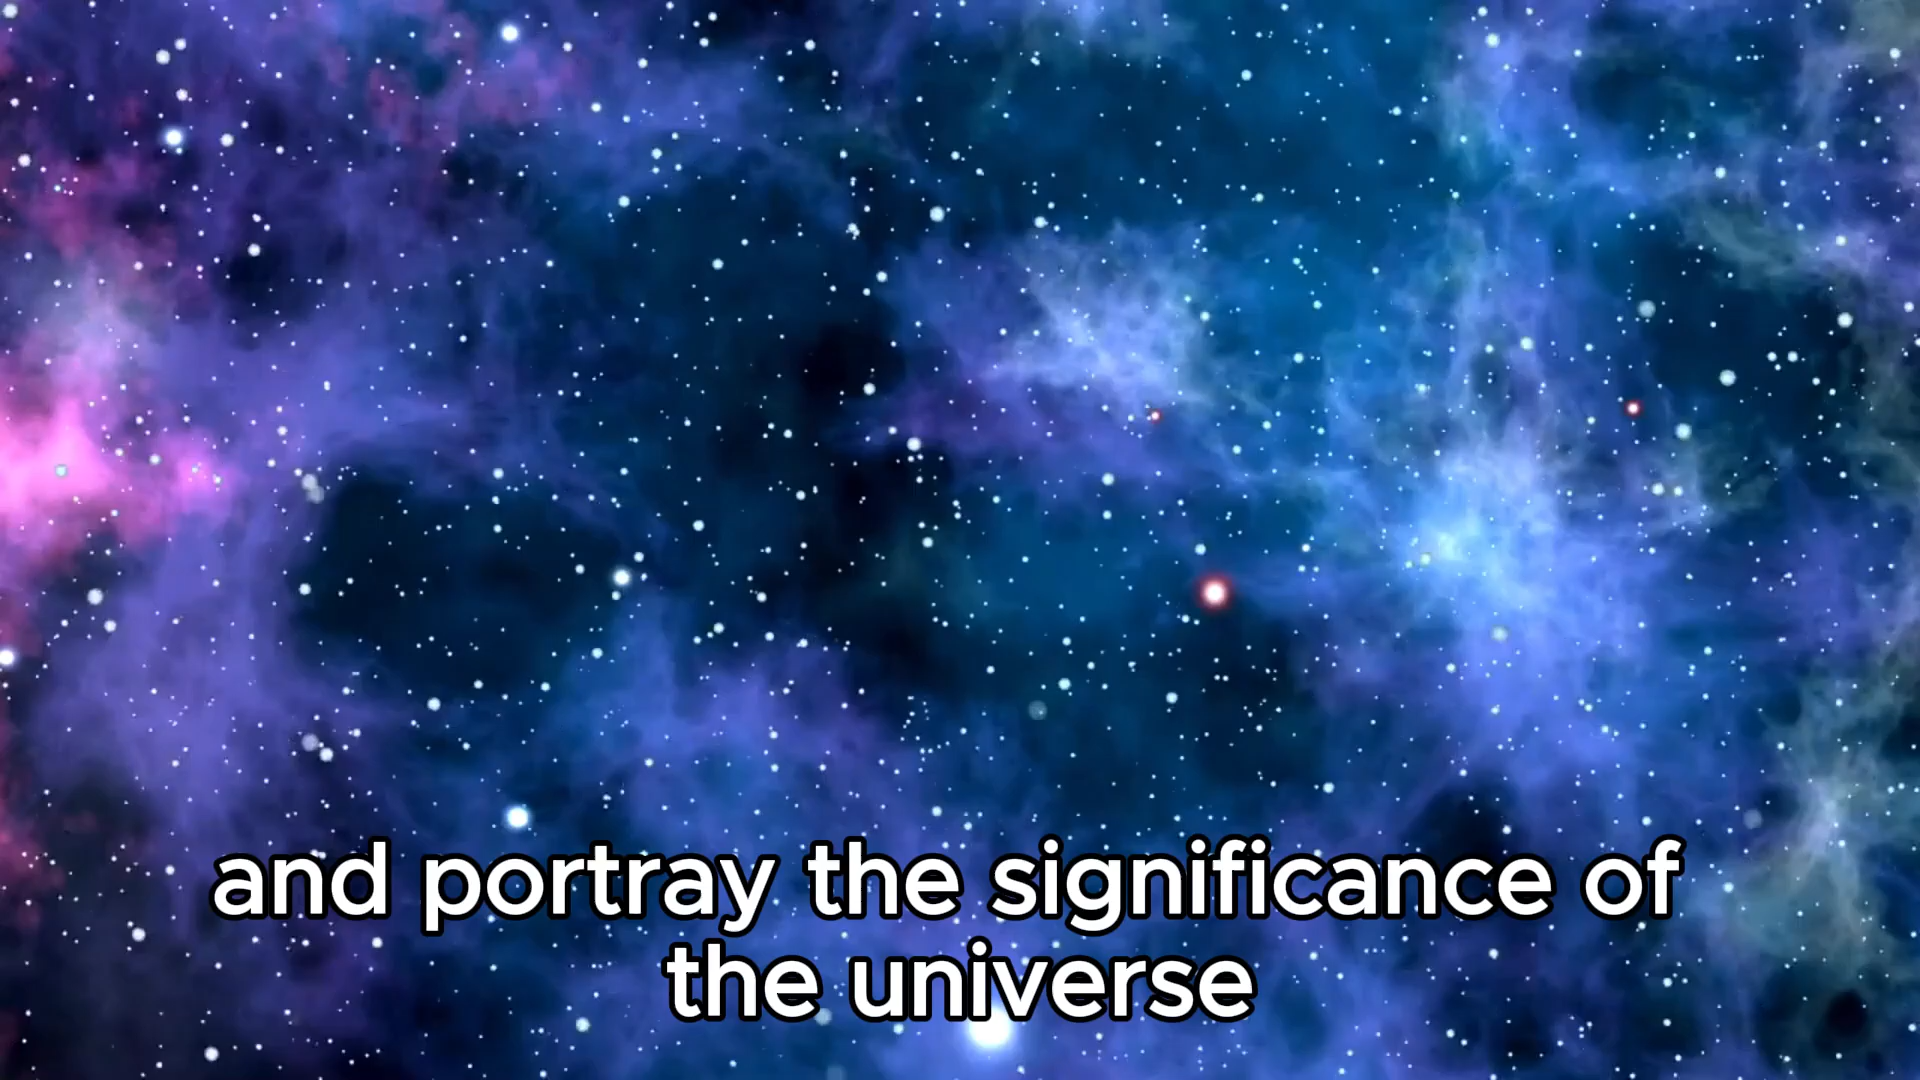 and portray the significance of
the universe